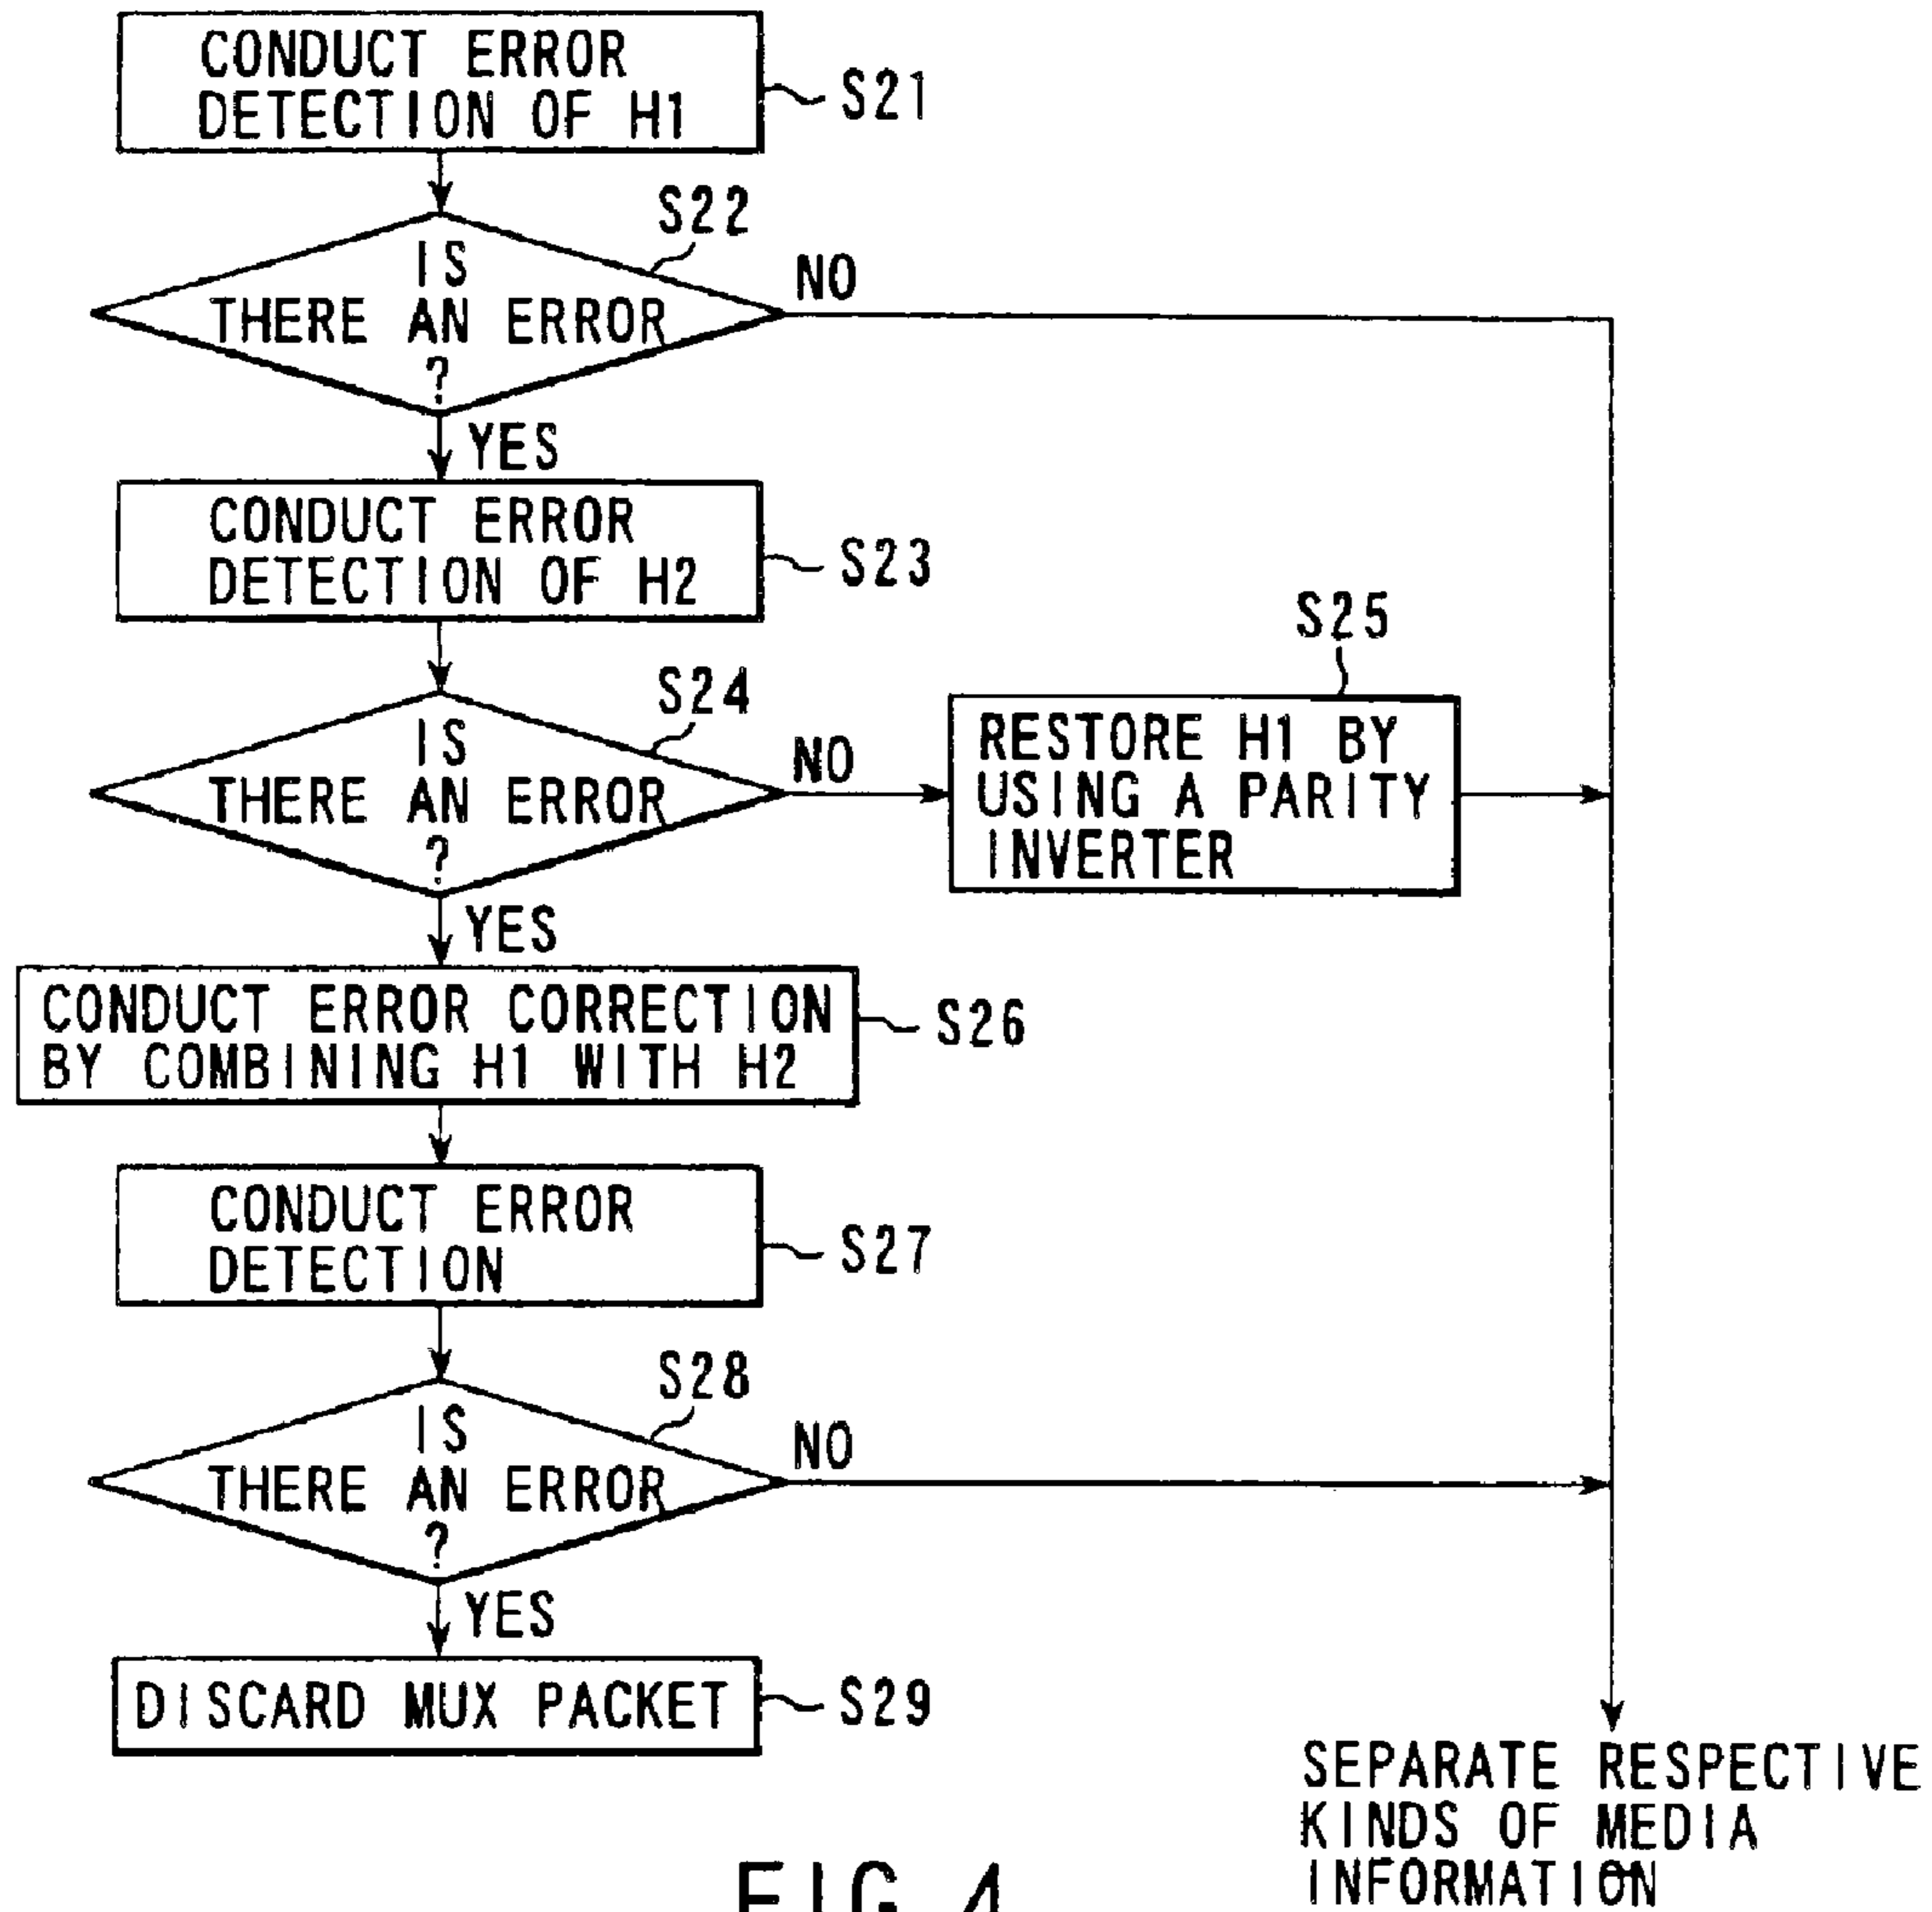 CONDUCT ERROR
DETECTION OF H1
S21
S22
IS
THERE AN ERROR
?
NO
YES
CONDUCT ERROR
DETECTION OF H2
S23
S24
IS
THERE AN ERROR
?
NO
S25
RESTORE H1 BY
USING A PARITY
INVERTER
YES
CONDUCT ERROR CORRECTION
BY COMBINING H1 WITH H2
S26
CONDUCT ERROR
DETECTION
S27
S28
IS
THERE AN ERROR
?
NO
YES
DISCARD MUX PACKET
S29
SEPARATE RESPECTIVE
KINDS OF MEDIA
INFORMATION
FIG.4